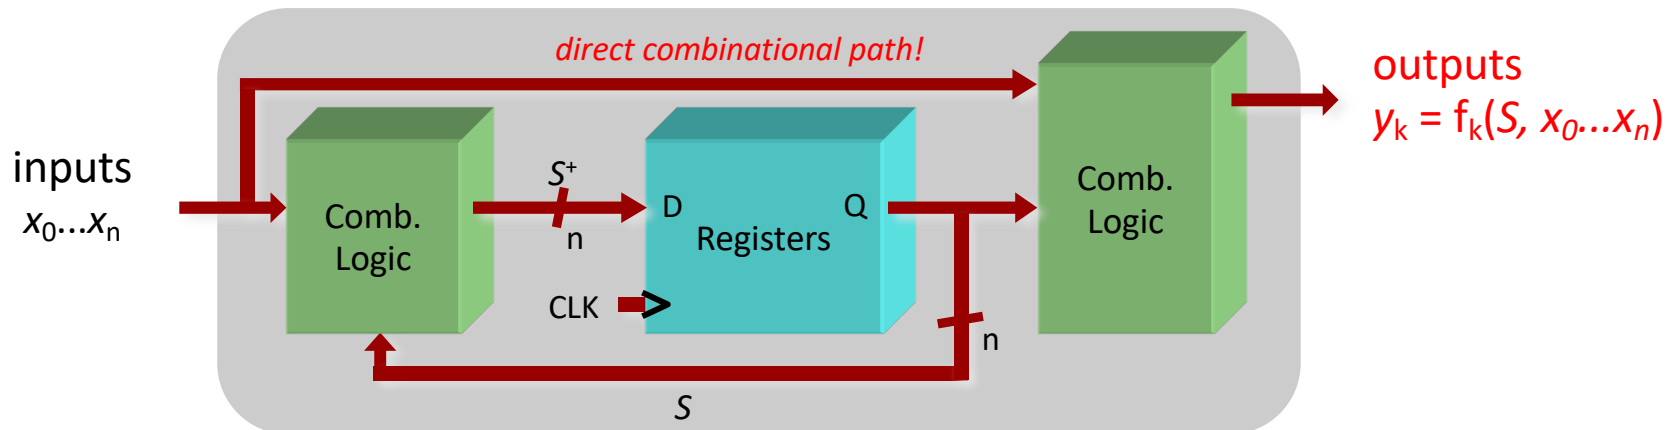 direct combinational path!
outputs
yₖ = fₖ(S, x₀...xₙ)
inputs
x₀...xₙ
Comb.
Logic
S⁺
n
D
Q
Registers
CLK
Comb.
Logic
n
S